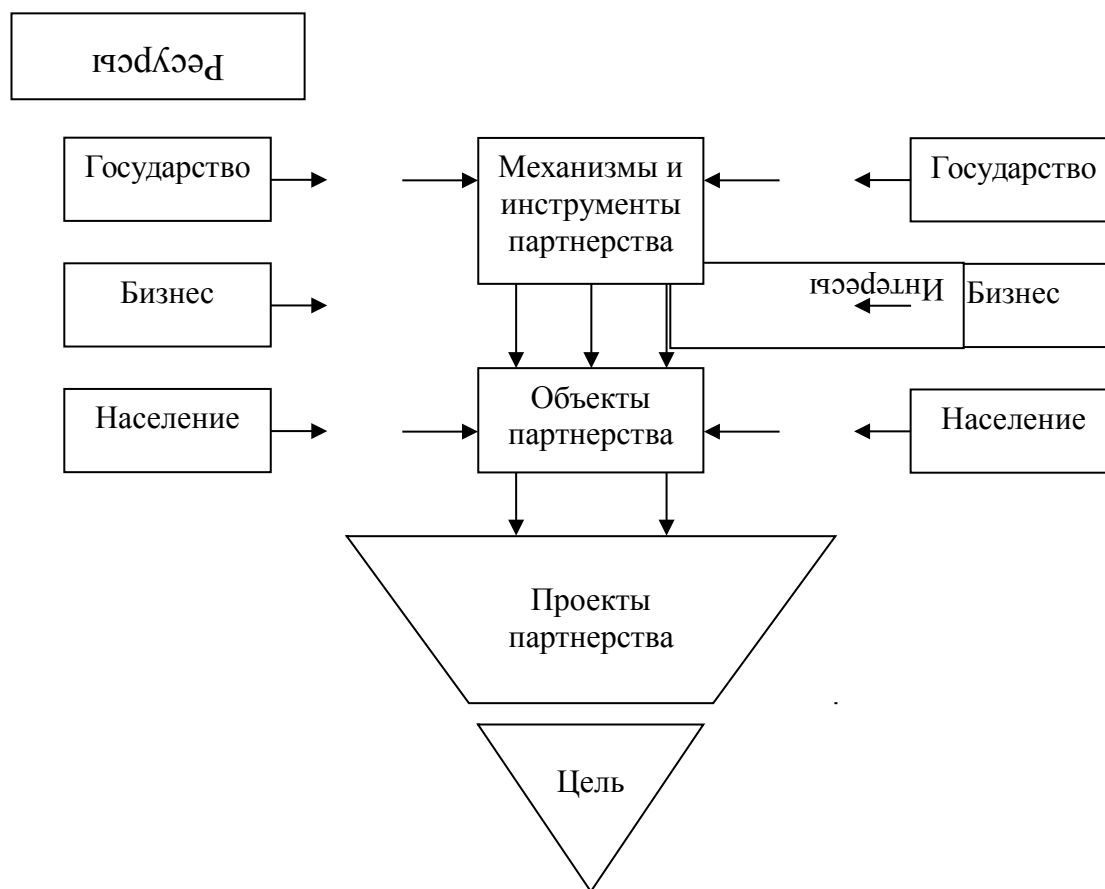 Ресурсы
Государство
Механизмы и
инструменты
партнерства
Государство
Бизнес
Интересы
Бизнес
Население
Объекты
партнерства
Население
Проекты
партнерства
Цель